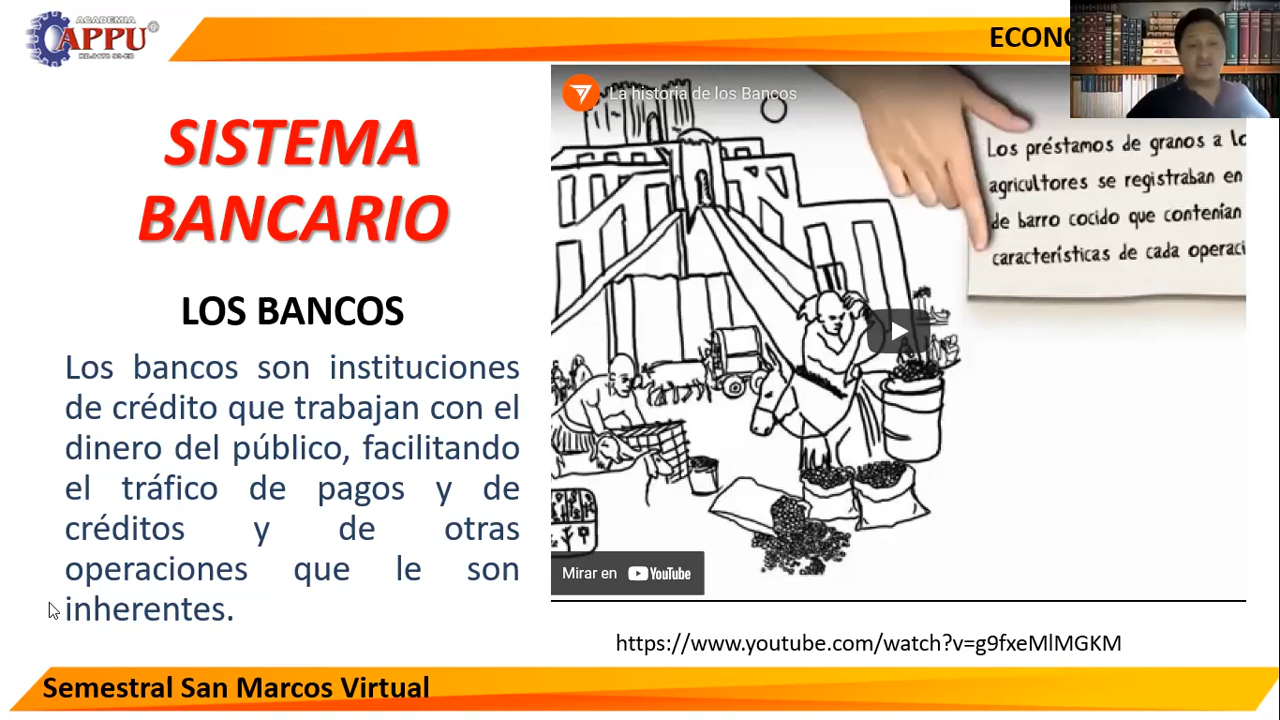 ACADEMIA
APPU
ECONO
SISTEMA
BANCARIO
LOS BANCOS
Los bancos son instituciones
de crédito que trabajan con el
dinero del público, facilitando
el tráfico de pagos y de
créditos y de otras
operaciones que le son
inherentes.
La historia de los Bancos
Los préstamos de granos a lo
agricultores se registraban en
de barro cocido que contenían
características de cada operaci
Mirar en YouTube
https://www.youtube.com/watch?v=g9fxeMlMGKM
Semestral San Marcos Virtual